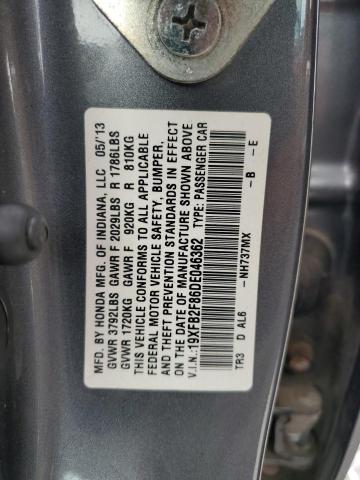 MFD. BY HONDA MFG. OF INDIANA, LLC 05/'13
GVWR 3792LBS GAWR F 2029LBS R 1786LBS
GVWR 1720KG GAWR F 920KG R 810KG
THIS VEHICLE CONFORMS TO ALL APPLICABLE
FEDERAL MOTOR VEHICLE SAFETY, BUMPER,
AND THEFT PREVENTION STANDARDS IN EFFECT
ON THE DATE OF MANUFACTURE SHOWN ABOVE
V.I.N.:19XFB2F86DE046362 TYPE: PASSENGER CAR
-NH737MX -B -E
TR3 D AL6